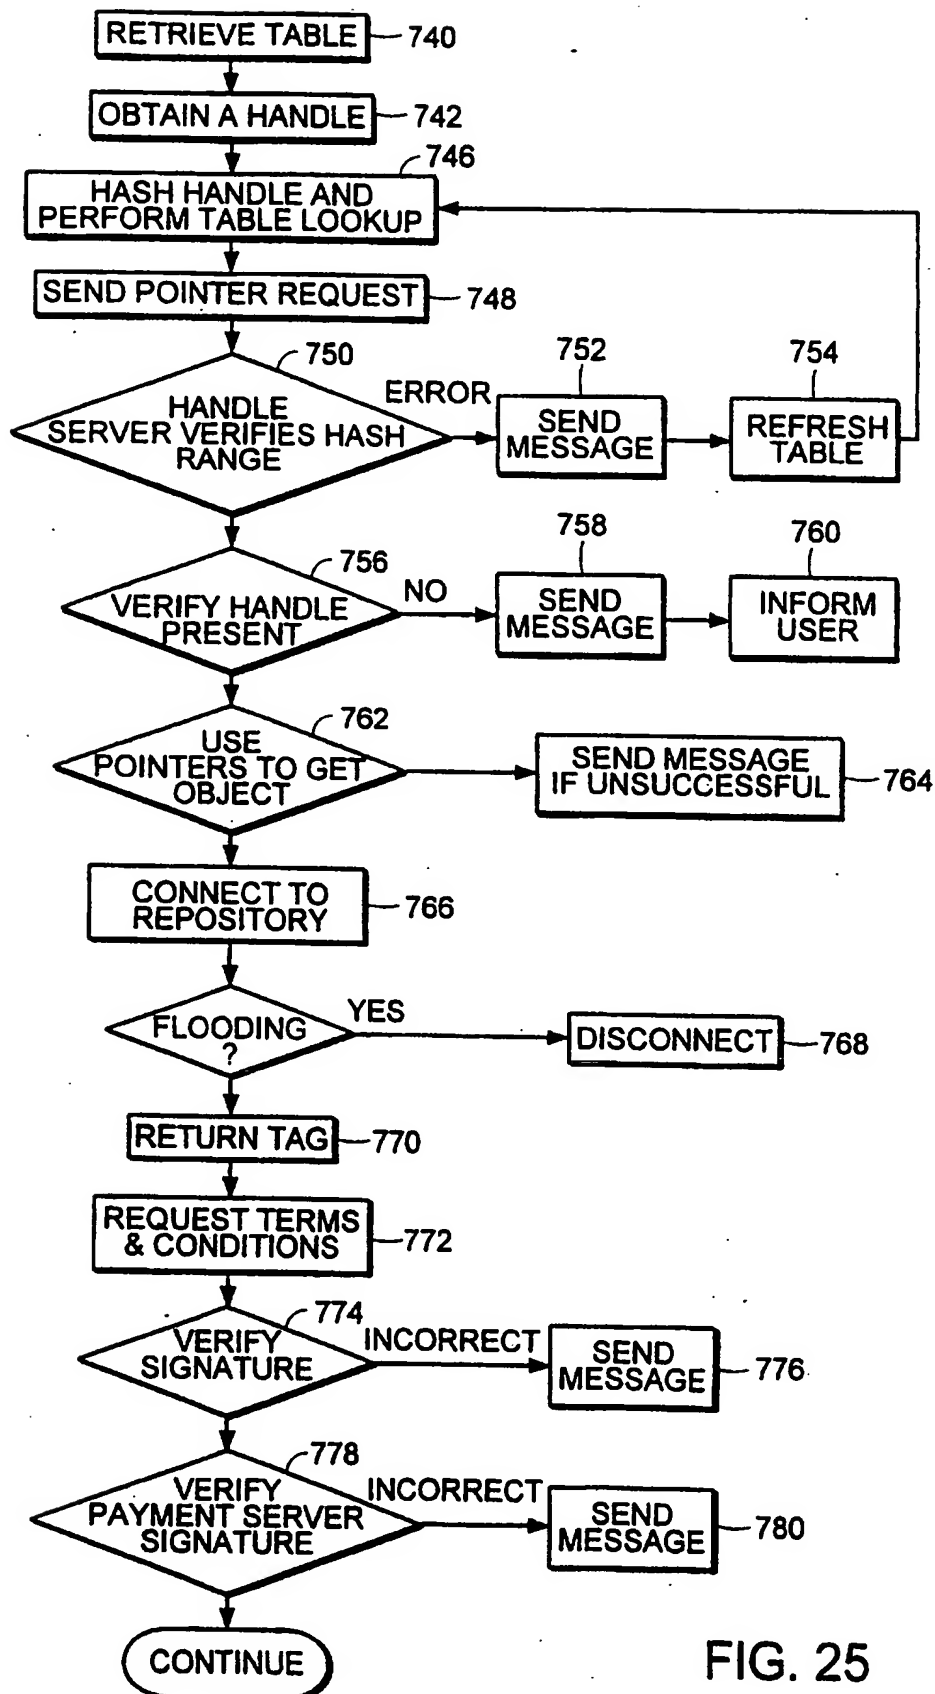 RETRIEVE TABLE
740
OBTAIN A HANDLE
742
746
HASH HANDLE AND
PERFORM TABLE LOOKUP
SEND POINTER REQUEST
748
750
HANDLE
SERVER VERIFIES HASH
RANGE
ERROR
752
SEND
MESSAGE
754
REFRESH
TABLE
756
VERIFY HANDLE
PRESENT
NO
758
SEND
MESSAGE
760
INFORM
USER
762
USE
POINTERS TO GET
OBJECT
SEND MESSAGE
IF UNSUCCESSFUL
764
CONNECT TO
REPOSITORY
766
FLOODING
?
YES
DISCONNECT
768
RETURN TAG
770
REQUEST TERMS
& CONDITIONS
772
774
VERIFY
SIGNATURE
INCORRECT
SEND
MESSAGE
776
778
VERIFY
PAYMENT SERVER
SIGNATURE
INCORRECT
SEND
MESSAGE
780
CONTINUE
FIG. 25